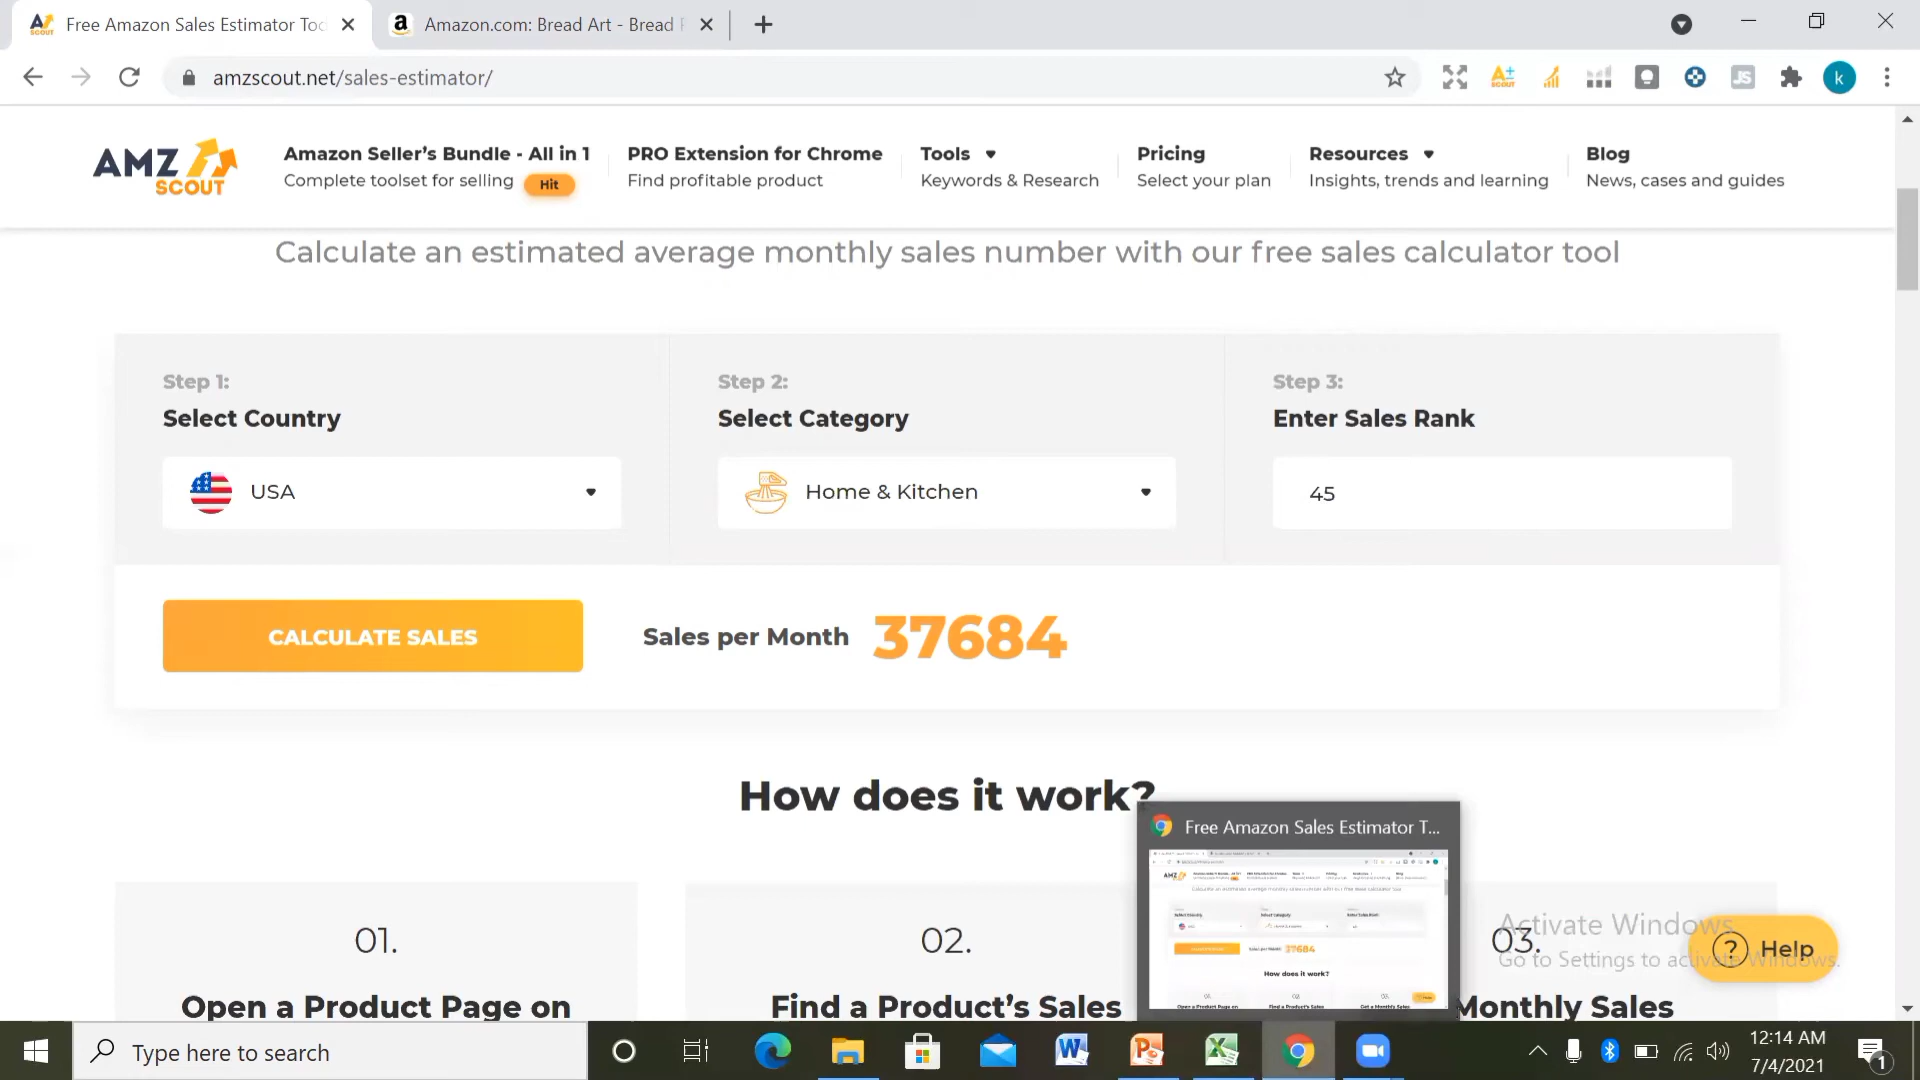 Free Amazon Sales Estimator Too
Amazon.com: Bread Art - Bread P
amzscout.net/sales-estimator/
k
AMZ
SCOUT
Amazon Seller's Bundle - All in 1
Complete toolset for selling Hit
PRO Extension for Chrome
Find profitable product
Tools
Keywords & Research
Pricing
Select your plan
Resources
Insights, trends and learning
Blog
News, cases and guides
Calculate an estimated average monthly sales number with our free sales calculator tool
Step 1:
Select Country
USA
Step 2:
Select Category
Home & Kitchen
Step 3:
Enter Sales Rank
45
CALCULATE SALES
Sales per Month 37684
How does it work?
01.
Open a Product Page on
02.
Find a Product's Sales
03.
Monthly Sales
Free Amazon Sales Estimator T...
37684
How does it work?
Activate Windows
Go to Settings to activate Windows.
? Help
Type here to search
12:14 AM
7/4/2021
1